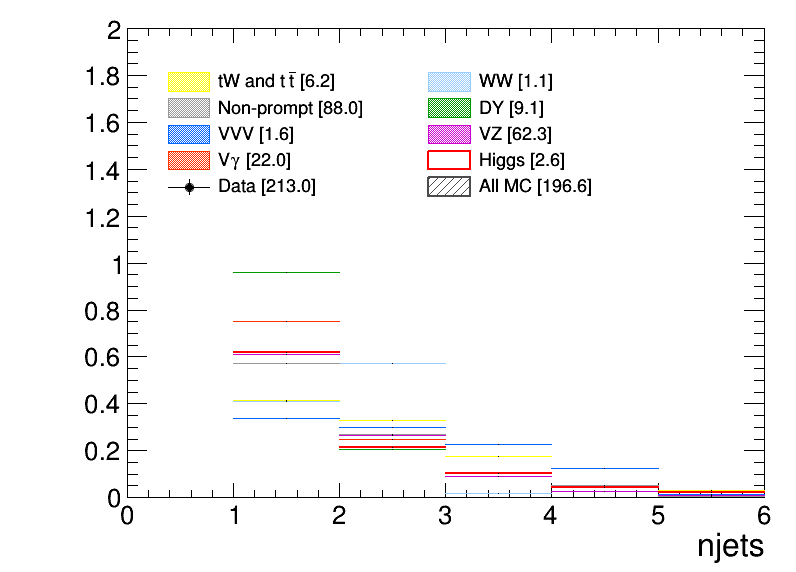 2
1.8
1.6
1.4
1.2
1
0.8
0.6
0.4
0.2
0
tW and t t̄ [6.2]
Non-prompt [88.0]
VVV [1.6]
Vγ [22.0]
Data [213.0]
WW [1.1]
DY [9.1]
VZ [62.3]
Higgs [2.6]
All MC [196.6]
0 1 2 3 4 5 6
njets